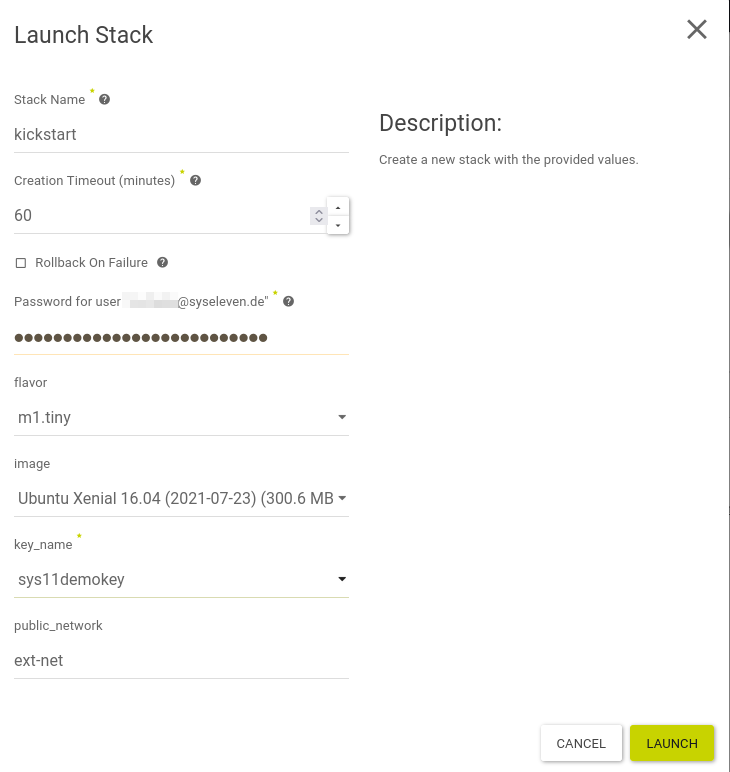 Launch Stack
Stack Name *
kickstart
Description:
Create a new stack with the provided values.
Creation Timeout (minutes) *
60
Rollback On Failure
Password for user @syseleven.de" *
●●●●●●●●●●●●●●●●●●●●●●●●●●
flavor
m1.tiny
image
Ubuntu Xenial 16.04 (2021-07-23) (300.6 MB
key_name *
sys11demokey
public_network
ext-net
CANCEL LAUNCH